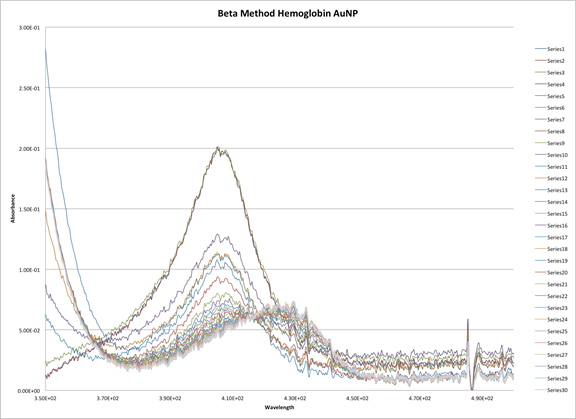 Beta Method Hemoglobin AuNP
3.00E-01
2.50E-01
2.00E-01
1.50E-01
1.00E-01
5.00E-02
0.00E+00
Absorbance
3.50E+02 3.70E+02 3.90E+02 4.10E+02 4.30E+02 4.50E+02 4.70E+02 4.90E+02
Wavelength
Series1
Series2
Series3
Series4
Series5
Series6
Series7
Series8
Series9
Series10
Series11
Series12
Series13
Series14
Series15
Series16
Series17
Series18
Series19
Series20
Series21
Series22
Series23
Series24
Series25
Series26
Series27
Series28
Series29
Series30